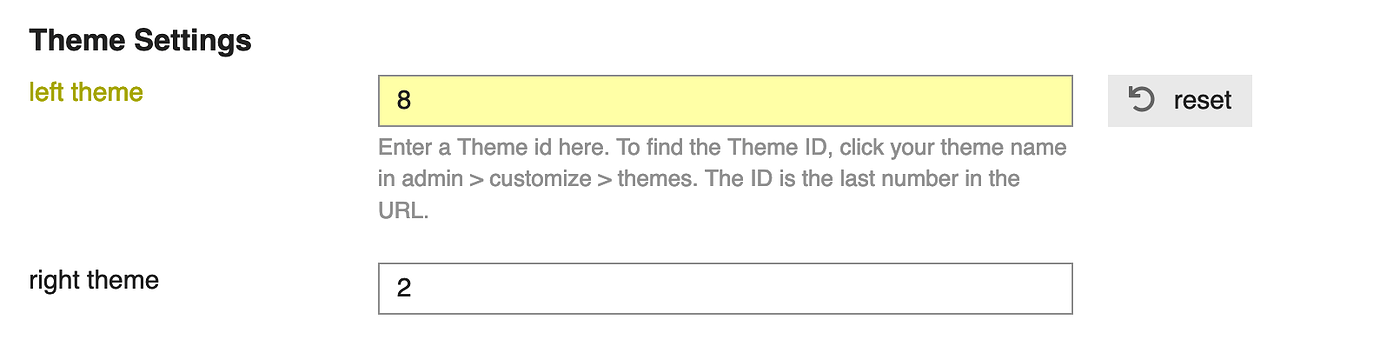 Theme Settings
left theme
8
reset
Enter a Theme id here. To find the Theme ID, click your theme name
in admin > customize > themes. The ID is the last number in the
URL.
right theme
2